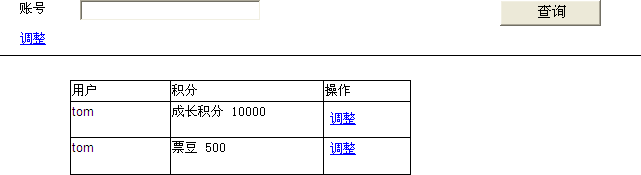 账号 查询
调整
用户 积分 操作
tom 成长积分 10000 调整
tom 票豆 500 调整